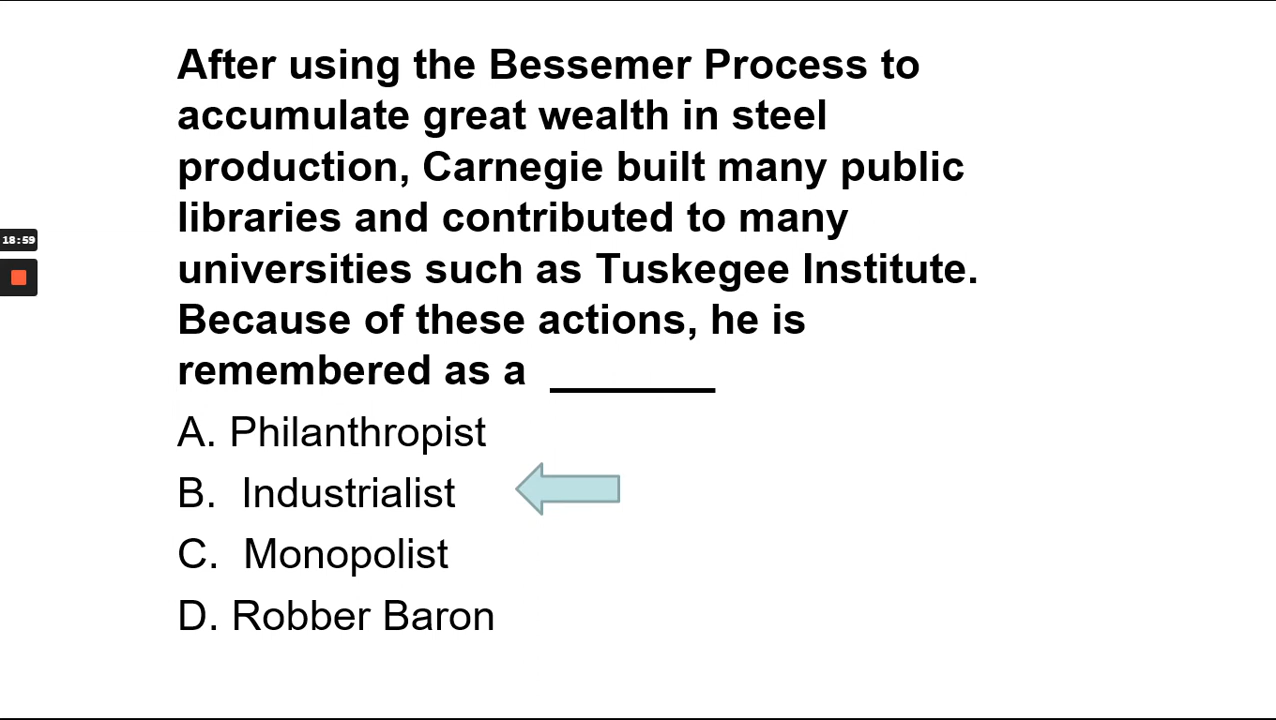 After using the Bessemer Process to
accumulate great wealth in steel
production, Carnegie built many public
libraries and contributed to many
universities such as Tuskegee Institute.
Because of these actions, he is
remembered as a _______
A. Philanthropist
B. Industrialist
C. Monopolist
D. Robber Baron
18:59